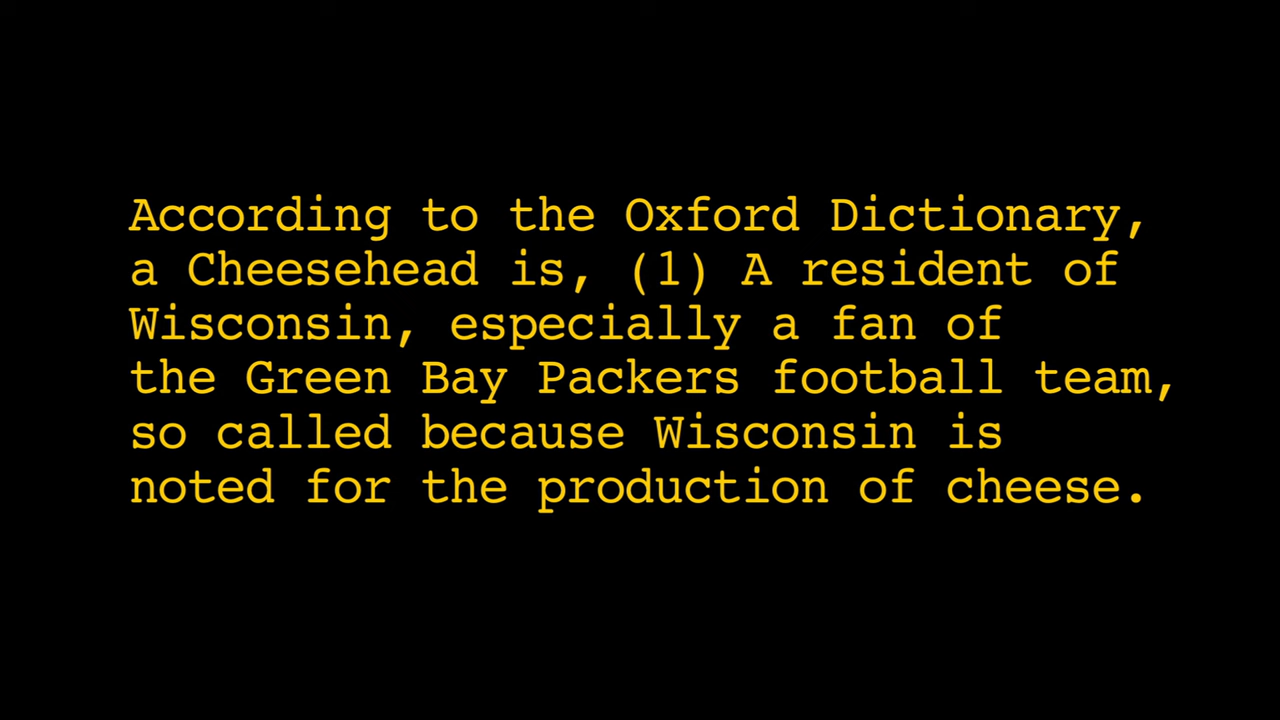 According to the Oxford Dictionary,
a Cheesehead is, (1) A resident of
Wisconsin, especially a fan of
the Green Bay Packers football team,
so called because Wisconsin is
noted for the production of cheese.